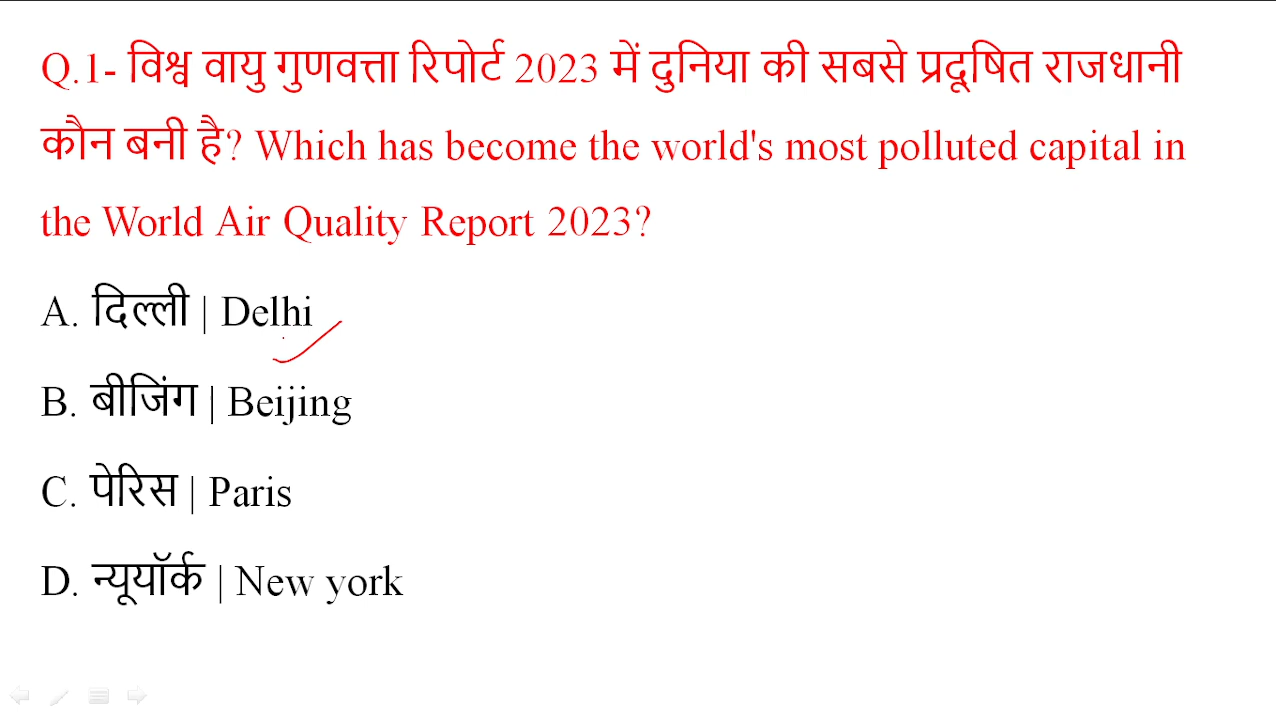 Q.1- विश्व वायु गुणवत्ता रिपोर्ट 2023 में दुनिया की सबसे प्रदूषित राजधानी
कौन बनी है? Which has become the world's most polluted capital in
the World Air Quality Report 2023?
A. दिल्ली | Delhi
B. बीजिंग | Beijing
C. पेरिस | Paris
D. न्यूयॉर्क | New york